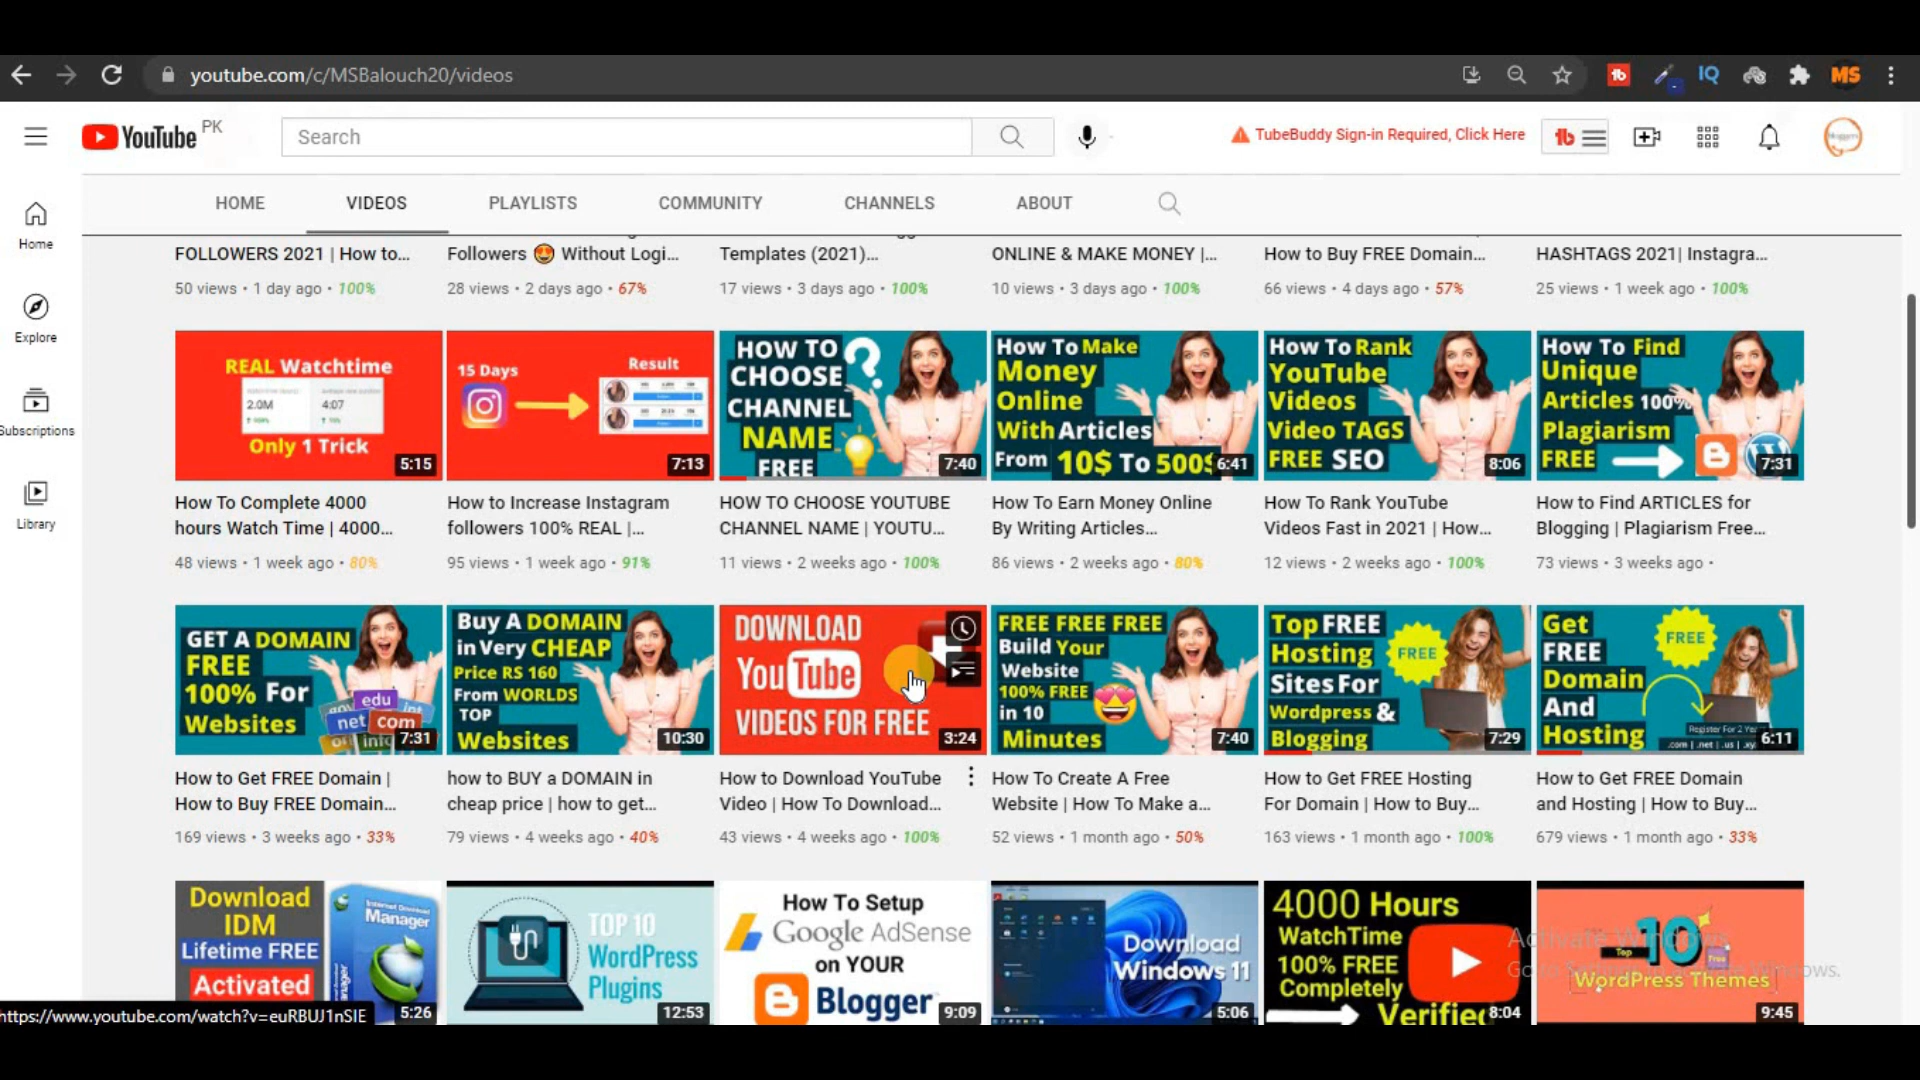 youtube.com/c/MSBalouch20/videos
IQ
MS
YouTube PK
Search
TubeBuddy Sign-in Required, Click Here
HOME VIDEOS PLAYLISTS COMMUNITY CHANNELS ABOUT
Home
Explore
Subscriptions
Library
FOLLOWERS 2021 | How to...
50 views • 1 day ago • 100%
Followers 🤩 Without Logi...
28 views • 2 days ago • 67%
Templates (2021)...
17 views • 3 days ago • 100%
ONLINE & MAKE MONEY |...
10 views • 3 days ago • 100%
How to Buy FREE Domain...
66 views • 4 days ago • 57%
HASHTAGS 2021| Instagra...
25 views • 1 week ago • 100%
REAL Watchtime
2.0M
4:07
Only 1 Trick
5:15
How To Complete 4000
hours Watch Time | 4000...
48 views • 1 week ago • 80%
15 Days
Result
7:13
How to Increase Instagram
followers 100% REAL |...
95 views • 1 week ago • 91%
HOW TO
CHOOSE
CHANNEL
NAME
FREE
7:40
HOW TO CHOOSE YOUTUBE
CHANNEL NAME | YOUTU...
11 views • 2 weeks ago • 100%
How To Make
Money
Online
With Articles
From 10$ To 500$
6:41
How To Earn Money Online
By Writing Articles...
86 views • 2 weeks ago • 80%
How To Rank
YouTube
Videos
Video TAGS
FREE SEO
8:06
How To Rank YouTube
Videos Fast in 2021 | How...
12 views • 2 weeks ago • 100%
How To Find
Unique
Articles 100%
Plagiarism
FREE
7:31
How to Find ARTICLES for
Blogging | Plagiarism Free...
73 views • 3 weeks ago •
GET A DOMAIN
FREE
100% For
Websites
edu
net com
7:31
How to Get FREE Domain |
How to Buy FREE Domain...
169 views • 3 weeks ago • 33%
Buy A DOMAIN
in Very CHEAP
Price RS 160
From WORLDS
TOP
Websites
10:30
how to BUY a DOMAIN in
cheap price | how to get...
79 views • 4 weeks ago • 40%
DOWNLOAD
YouTube
VIDEOS FOR FREE
3:24
How to Download YouTube
Video | How To Download...
43 views • 4 weeks ago • 100%
FREE FREE FREE
Build Your
Website
100% FREE
in 10
Minutes
7:40
How To Create A Free
Website | How To Make a...
52 views • 1 month ago • 50%
Top FREE
Hosting
Sites For
Wordpress &
Blogging
FREE
7:29
How to Get FREE Hosting
For Domain | How to Buy...
163 views • 1 month ago • 100%
Get
FREE
Domain
And
Hosting
FREE
Register For 2
.com | .net | .us | .xy
6:11
How to Get FREE Domain
and Hosting | How to Buy...
679 views • 1 month ago • 33%
Download
IDM
Lifetime FREE
Activated
Internet Download
Manager
5:26
TOP 10
WordPress
Plugins
12:53
How To Setup
Google AdSense
on YOUR
Blogger
9:09
Download
Windows 11
5:06
4000 Hours
WatchTime
100% FREE
Completely
Verified
8:04
Top 10 Free
WordPress Themes
9:45
Activate Windows
https://www.youtube.com/watch?v=euRBUJ1nSIE